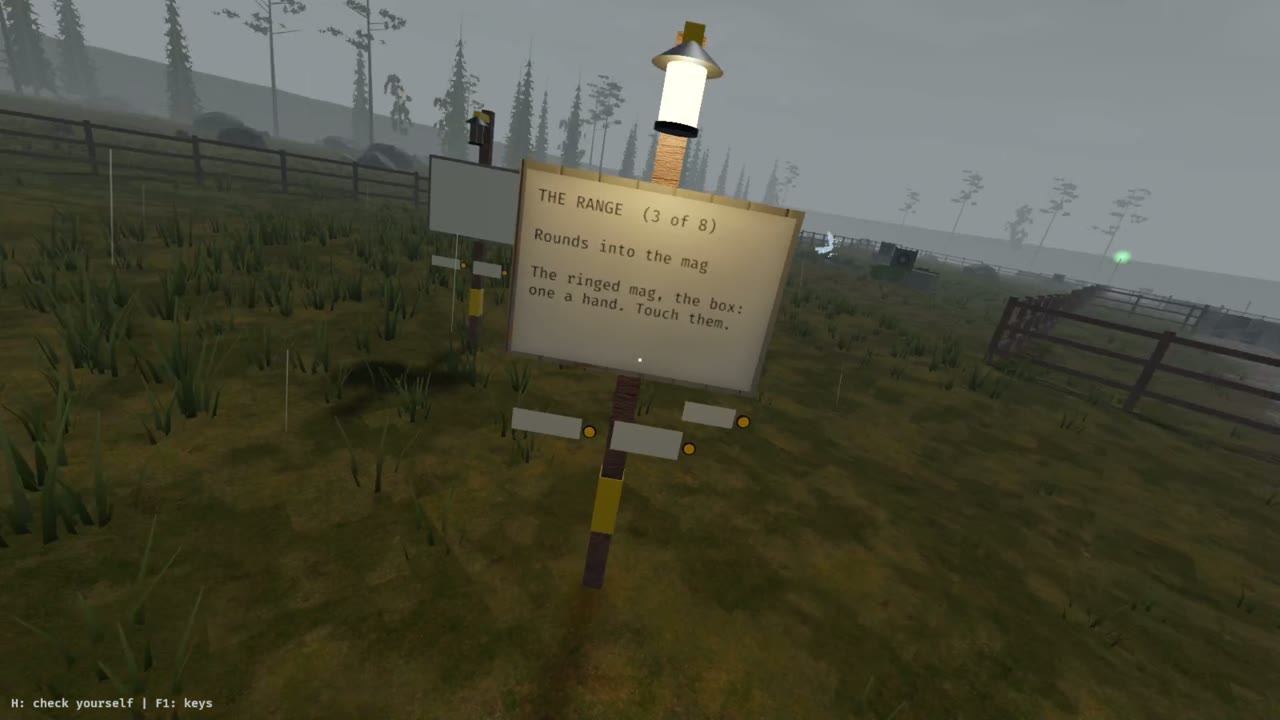 THE RANGE (3 of 8)
Rounds into the mag
The ringed mag, the box:
one a hand. Touch them.
H: check yourself | F1: keys